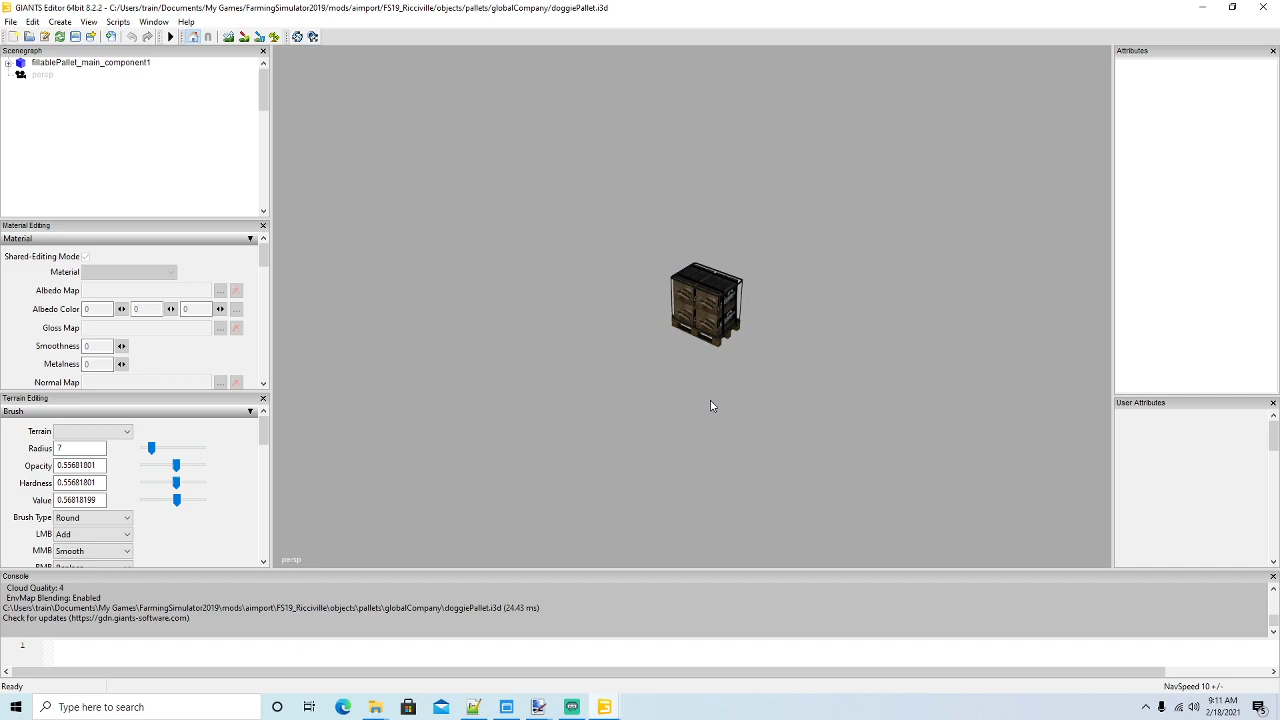 GIANTS Editor 64bit 8.2.2 - C:/Users/train/Documents/My Games/FarmingSimulator2019/mods/aimport/FS19_Ricciville/objects/pallets/globalCompany/doggiePallet.i3d
File Edit Create View Scripts Window Help
Scenegraph
fillablePallet_main_component1
persp
Material Editing
Material
Shared-Editing Mode
Material
Albedo Map
Albedo Color 0 0 0
Gloss Map
Smoothness 0
Metalness 0
Normal Map
Terrain Editing
Brush
Terrain
Radius 7
Opacity 0.55681801
Hardness 0.55681801
Value 0.56818199
Brush Type Round
LMB Add
MMB Smooth
persp
Attributes
User Attributes
Console
Cloud Quality: 4
EnvMap Blending: Enabled
C:\Users\train\Documents\My Games\FarmingSimulator2019\mods\aimport\FS19_Ricciville\objects\pallets\globalCompany\doggiePallet.i3d (24.43 ms)
Check for updates (https://gdn.giants-software.com)
1
Ready
NavSpeed 10 +/-
Type here to search
9:11 AM
2/18/2021